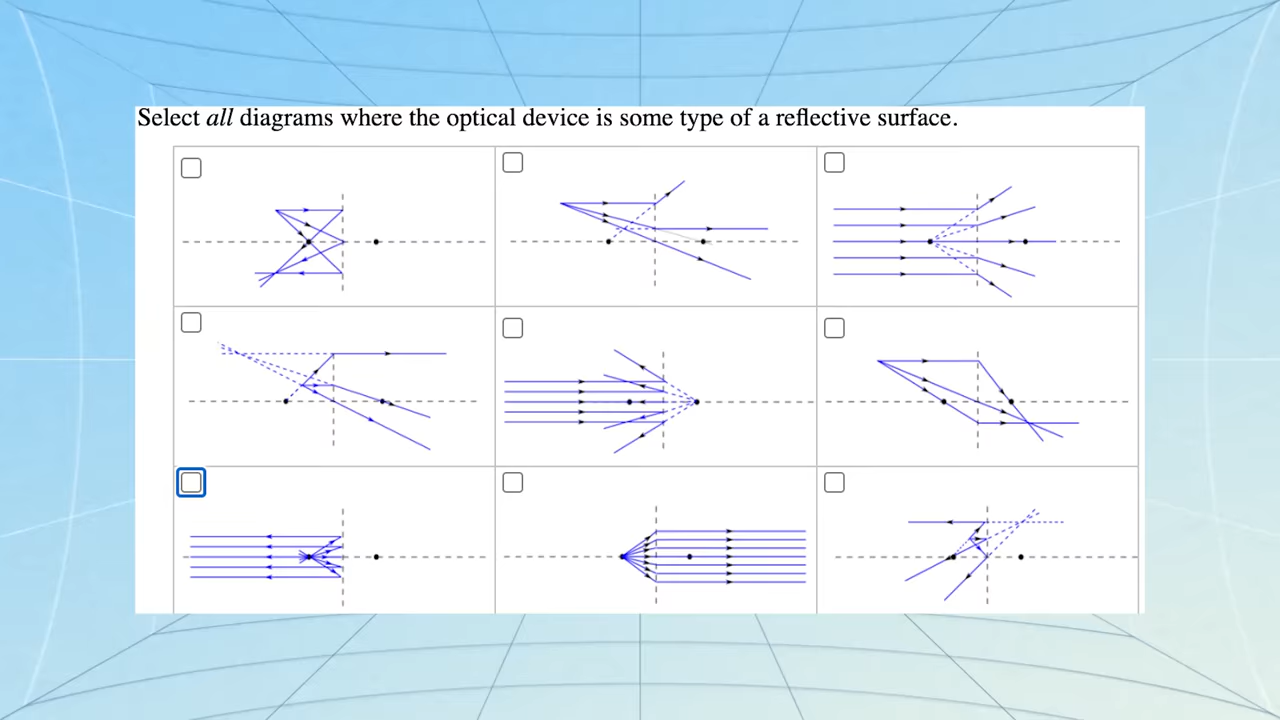 Select all diagrams where the optical device is some type of a reflective surface.